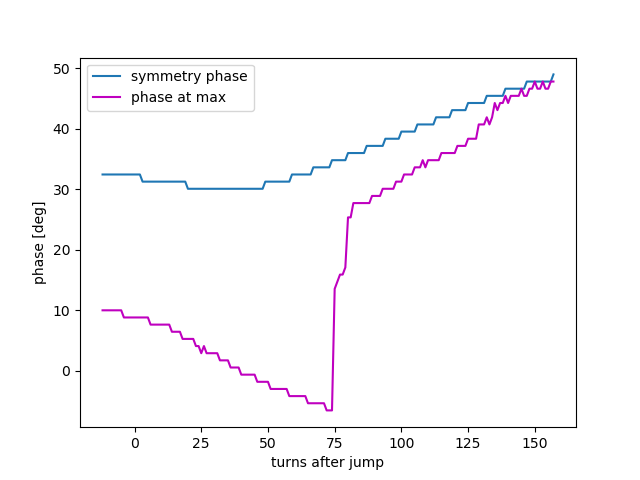 symmetry phase
phase at max
phase [deg]
50
40
30
20
10
0
0 25 50 75 100 125 150
turns after jump